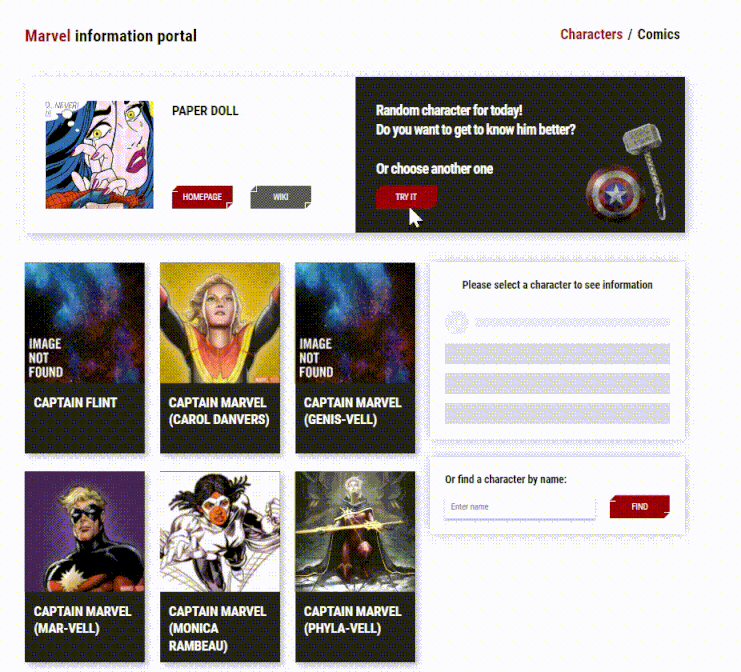 Marvel information portal
Characters / Comics
NEVER!
PAPER DOLL
HOMEPAGE
WIKI
Random character for today!
Do you want to get to know him better?
Or choose another one
TRY IT
IMAGE
NOT
FOUND
CAPTAIN FLINT
CAPTAIN MARVEL
(CAROL DANVERS)
IMAGE
NOT
FOUND
CAPTAIN MARVEL
(GENIS-VELL)
Please select a character to see information
Or find a character by name:
Enter name
FIND
CAPTAIN MARVEL
(MAR-VELL)
CAPTAIN MARVEL
(MONICA
RAMBEAU)
CAPTAIN MARVEL
(PHYLA-VELL)